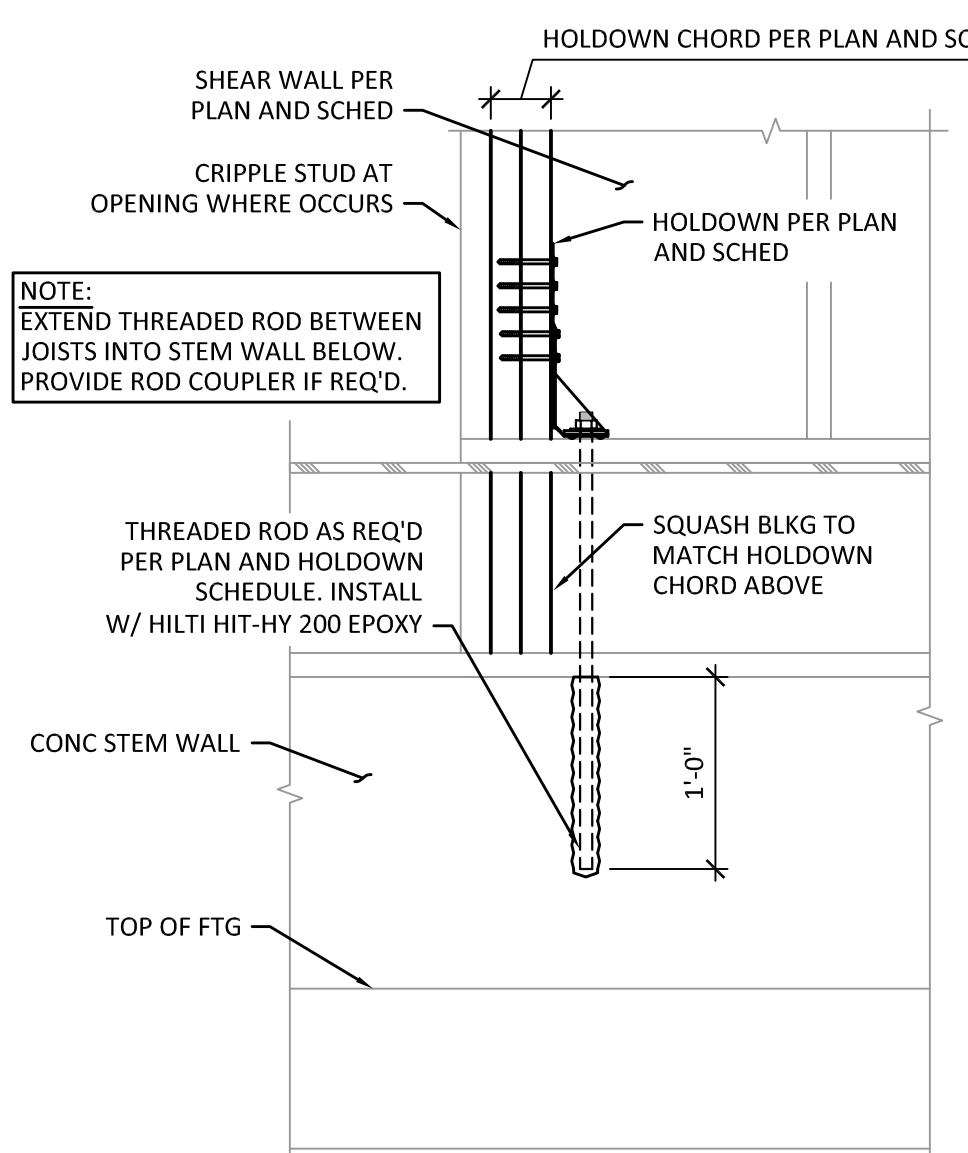 HOLDOWN CHORD PER PLAN AND
SHEAR WALL PER
PLAN AND SCHED
CRIPPLE STUD AT
OPENING WHERE OCCURS
HOLDOWN PER PLAN
AND SCHED
NOTE:
EXTEND THREADED ROD BETWEEN
JOISTS INTO STEM WALL BELOW.
PROVIDE ROD COUPLER IF REQ'D.
THREADED ROD AS REQ'D
PER PLAN AND HOLDOWN
SCHEDULE. INSTALL
W/ HILTI HIT-HY 200 EPOXY
SQUASH BLKG TO
MATCH HOLDOWN
CHORD ABOVE
CONC STEM WALL
1'-0"
TOP OF FTG